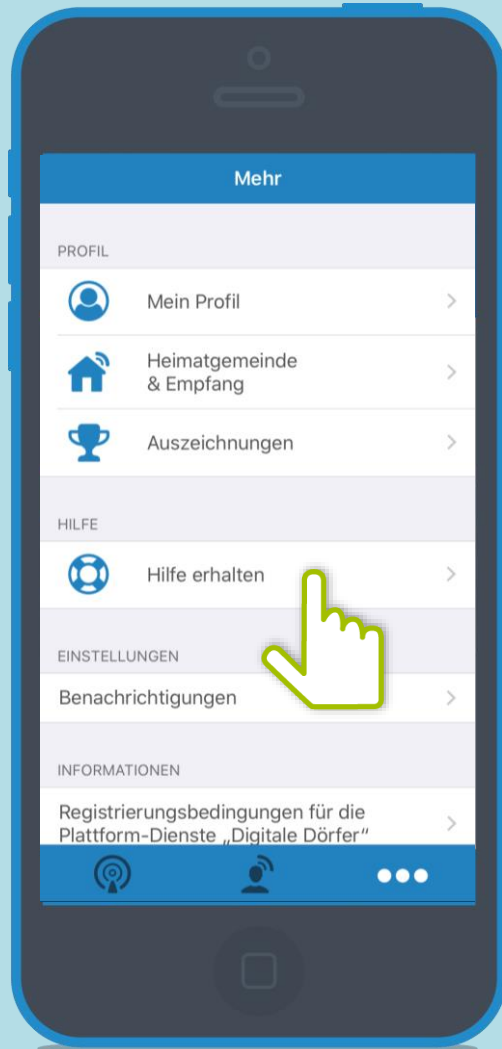 Mehr
PROFIL
Mein Profil
Heimatgemeinde
& Empfang
Auszeichnungen
HILFE
Hilfe erhalten
EINSTELLUNGEN
Benachrichtigungen
INFORMATIONEN
Registrierungsbedingungen für die
Plattform-Dienste „Digitale Dörfer“